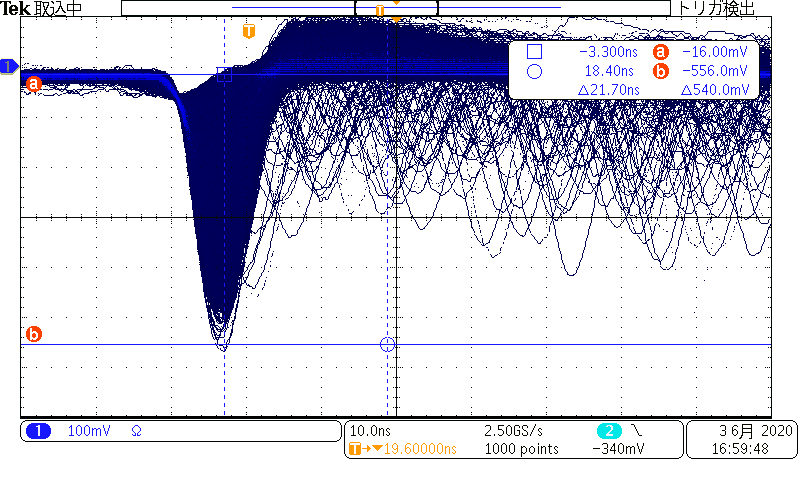 Tek 取込中 トリガ検出
T
T
1
−3.300ns a −16.00mV
18.40ns b −556.0mV
△21.70ns △540.0mV
a
b
1 100mV Ω
10.0ns 2.50GS/s 2
T→▼19.60000ns 1000 points −340mV
3 6月 2020
16:59:48